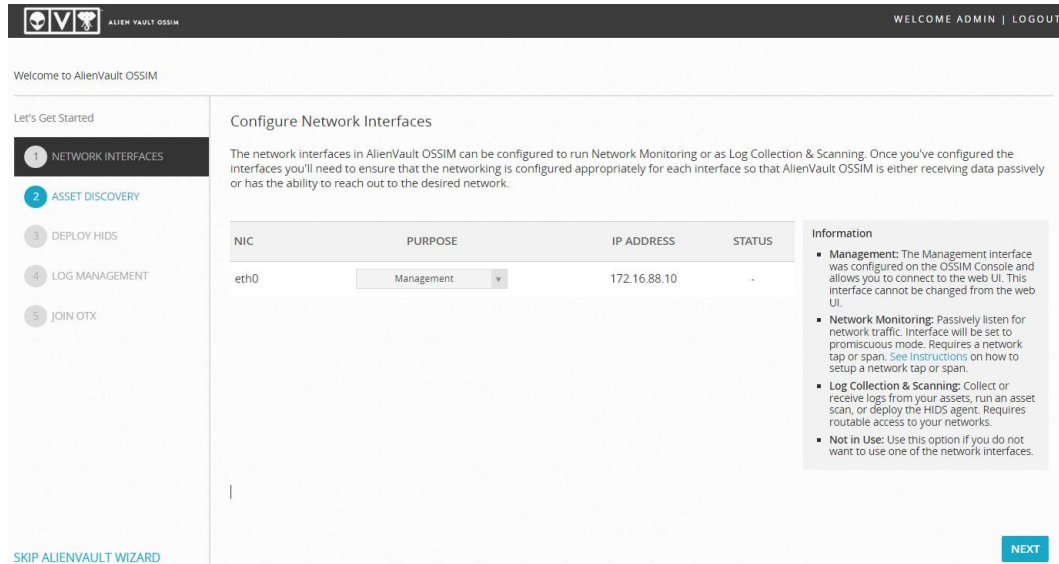 ALIEN VAULT OSSIM
WELCOME ADMIN | LOGOUT
Welcome to AlienVault OSSIM
Let's Get Started
1 NETWORK INTERFACES
2 ASSET DISCOVERY
3 DEPLOY HIDS
4 LOG MANAGEMENT
5 JOIN OTX
SKIP ALIENVAULT WIZARD
Configure Network Interfaces
The network interfaces in AlienVault OSSIM can be configured to run Network Monitoring or as Log Collection & Scanning. Once you've configured the
interfaces you'll need to ensure that the networking is configured appropriately for each interface so that AlienVault OSSIM is either receiving data passively
or has the ability to reach out to the desired network.
NIC PURPOSE IP ADDRESS STATUS
eth0 Management 172.16.88.10 -
Information
▪ Management: The Management interface
was configured on the OSSIM Console and
allows you to connect to the web UI. This
interface cannot be changed from the web
UI.
▪ Network Monitoring: Passively listen for
network traffic. Interface will be set to
promiscuous mode. Requires a network
tap or span. See Instructions on how to
setup a network tap or span.
▪ Log Collection & Scanning: Collect or
receive logs from your assets, run an asset
scan, or deploy the HIDS agent. Requires
routable access to your networks.
▪ Not in Use: Use this option if you do not
want to use one of the network interfaces.
NEXT